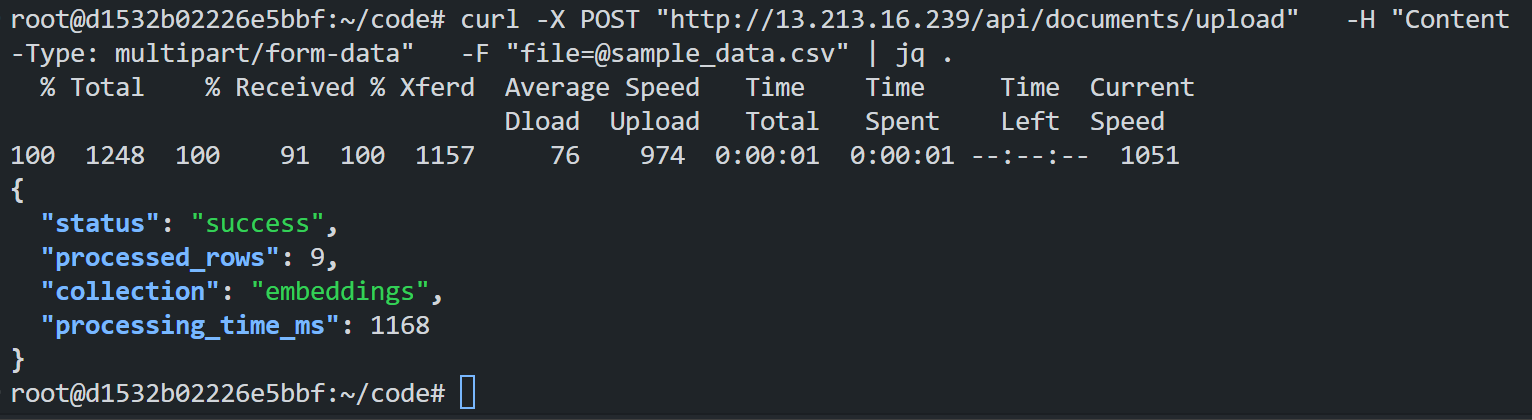 root@d1532b02226e5bbf:~/code# curl -X POST "http://13.213.16.239/api/documents/upload"   -H "Content
-Type: multipart/form-data"   -F "file=@sample_data.csv" | jq .
  % Total    % Received % Xferd  Average Speed   Time    Time     Time  Current
                                 Dload  Upload   Total   Spent    Left  Speed
100  1248  100    91  100  1157     76    974  0:00:01  0:00:01 --:--:--  1051
{
  "status": "success",
  "processed_rows": 9,
  "collection": "embeddings",
  "processing_time_ms": 1168
}
root@d1532b02226e5bbf:~/code#